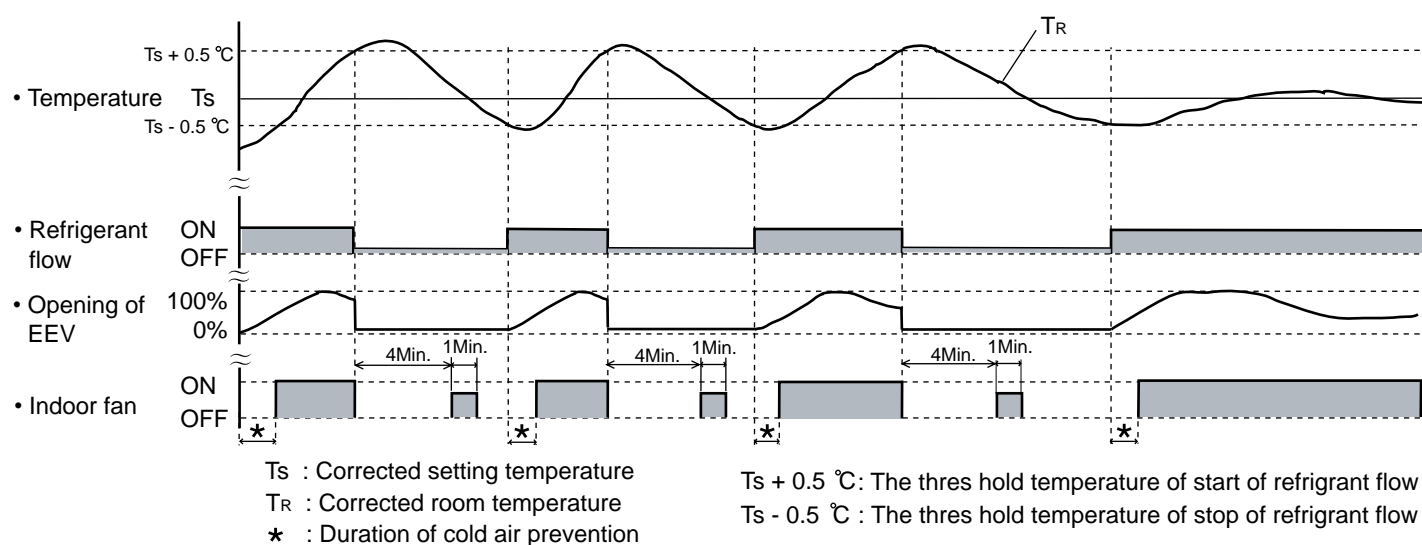 TR
Ts + 0.5 ℃
• Temperature Ts
Ts - 0.5 ℃
• Refrigerant flow
ON
OFF
• Opening of EEV
100%
0%
4Min. 1Min. 4Min. 1Min. 4Min. 1Min.
• Indoor fan
ON
OFF
* * * *
Ts : Corrected setting temperature
TR : Corrected room temperature
* : Duration of cold air prevention
Ts + 0.5 ℃: The thres hold temperature of start of refrigrant flow
Ts - 0.5 ℃ : The thres hold temperature of stop of refrigrant flow